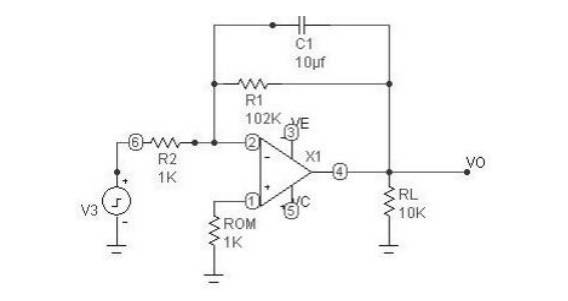 C1
10µf
R1
102K
VE
3
6
2
R2
1K
X1
-
4
VO
+
+
V3
-
1
VC
5
ROM
1K
RL
10K